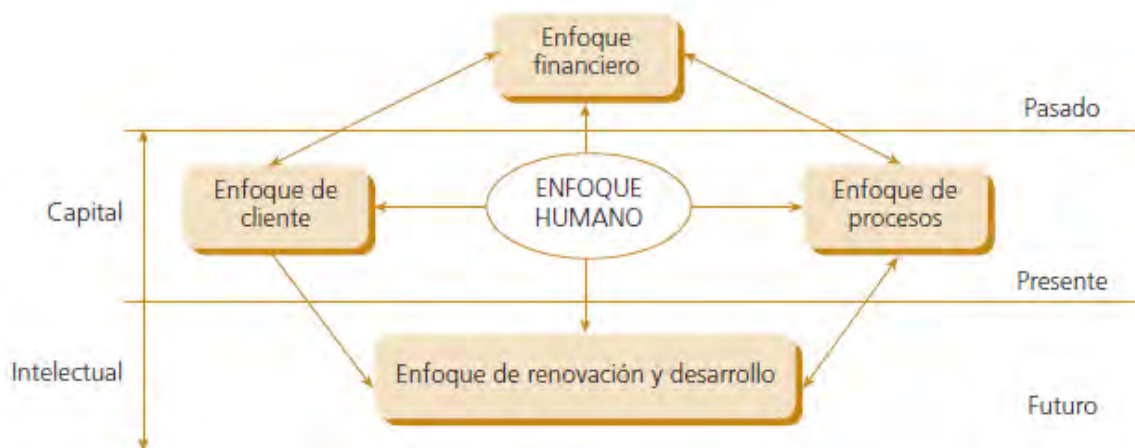 Enfoque
financiero
Pasado
Enfoque de
cliente
ENFOQUE
HUMANO
Enfoque de
procesos
Capital
Presente
Enfoque de renovación y desarrollo
Intelectual
Futuro